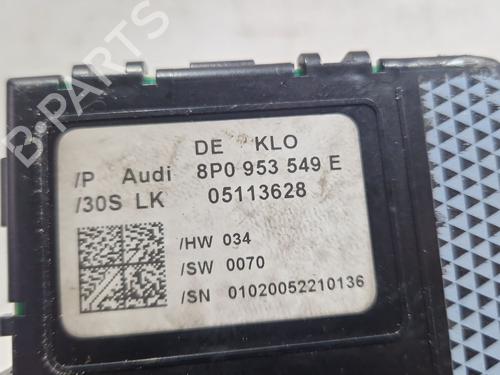 DE KLO
/P Audi 8P0 953 549 E
/30S LK 05113628
/HW 034
/SW 0070
/SN 01020052210136
B-Parts